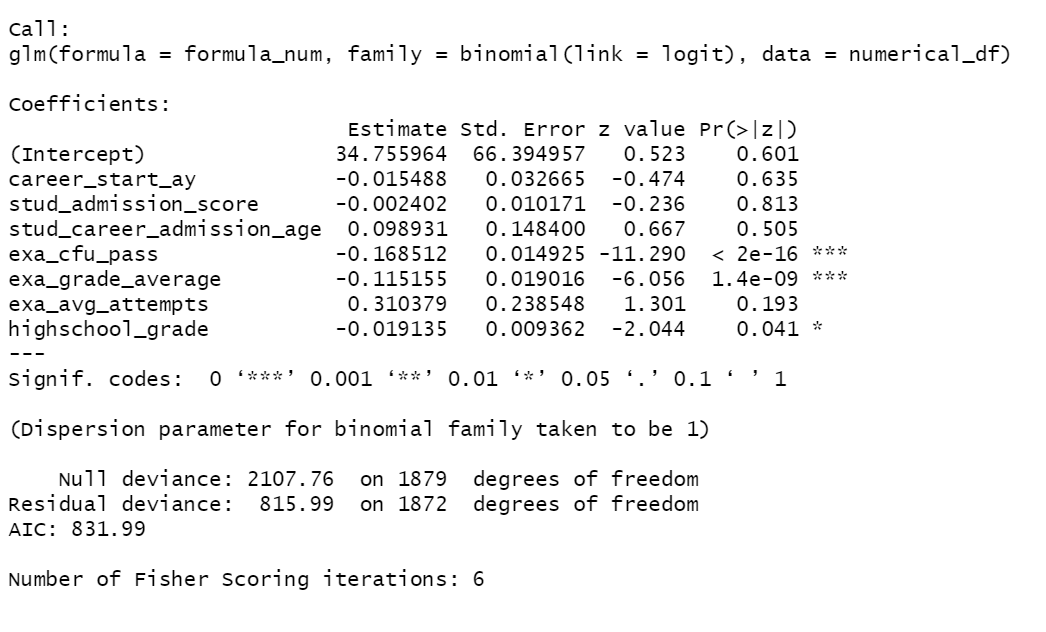 Call:
glm(formula = formula_num, family = binomial(link = logit), data = numerical_df)
Coefficients:
Estimate Std. Error z value Pr(>|z|)
(Intercept) 34.755964 66.394957 0.523 0.601
career_start_ay -0.015488 0.032665 -0.474 0.635
stud_admission_score -0.002402 0.010171 -0.236 0.813
stud_career_admission_age 0.098931 0.148400 0.667 0.505
exa_cfu_pass -0.168512 0.014925 -11.290 < 2e-16 ***
exa_grade_average -0.115155 0.019016 -6.056 1.4e-09 ***
exa_avg_attempts 0.310379 0.238548 1.301 0.193
highschool_grade -0.019135 0.009362 -2.044 0.041 *
---
Signif. codes: 0 ‘***’ 0.001 ‘**’ 0.01 ‘*’ 0.05 ‘.’ 0.1 ‘ ’ 1
(Dispersion parameter for binomial family taken to be 1)
Null deviance: 2107.76 on 1879 degrees of freedom
Residual deviance: 815.99 on 1872 degrees of freedom
AIC: 831.99
Number of Fisher Scoring iterations: 6